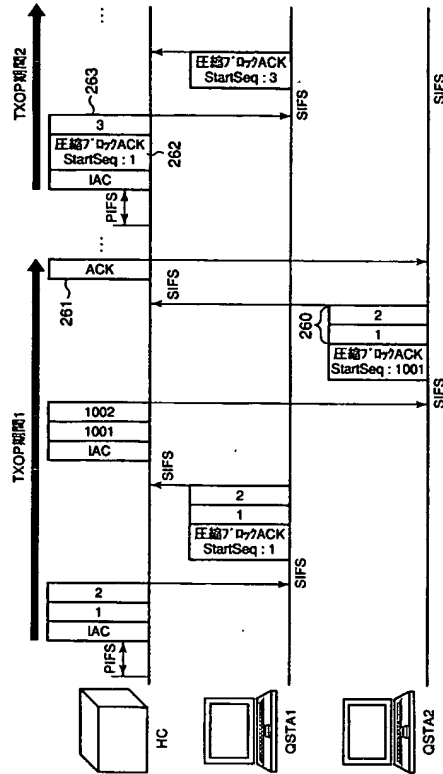 TXOP期間1
TXOP期間2
HC
PIFS
IAC
1
2
SIFS
圧縮ブロックACK
StartSeq : 1
1
2
SIFS
IAC
1001
1002
SIFS
圧縮ブロックACK
StartSeq : 1001
1
2
260
SIFS
ACK
261
...
PIFS
IAC
圧縮ブロックACK
StartSeq : 1
262
3
263
SIFS
圧縮ブロックACK
StartSeq : 3
SIFS
...
QSTA1
QSTA2